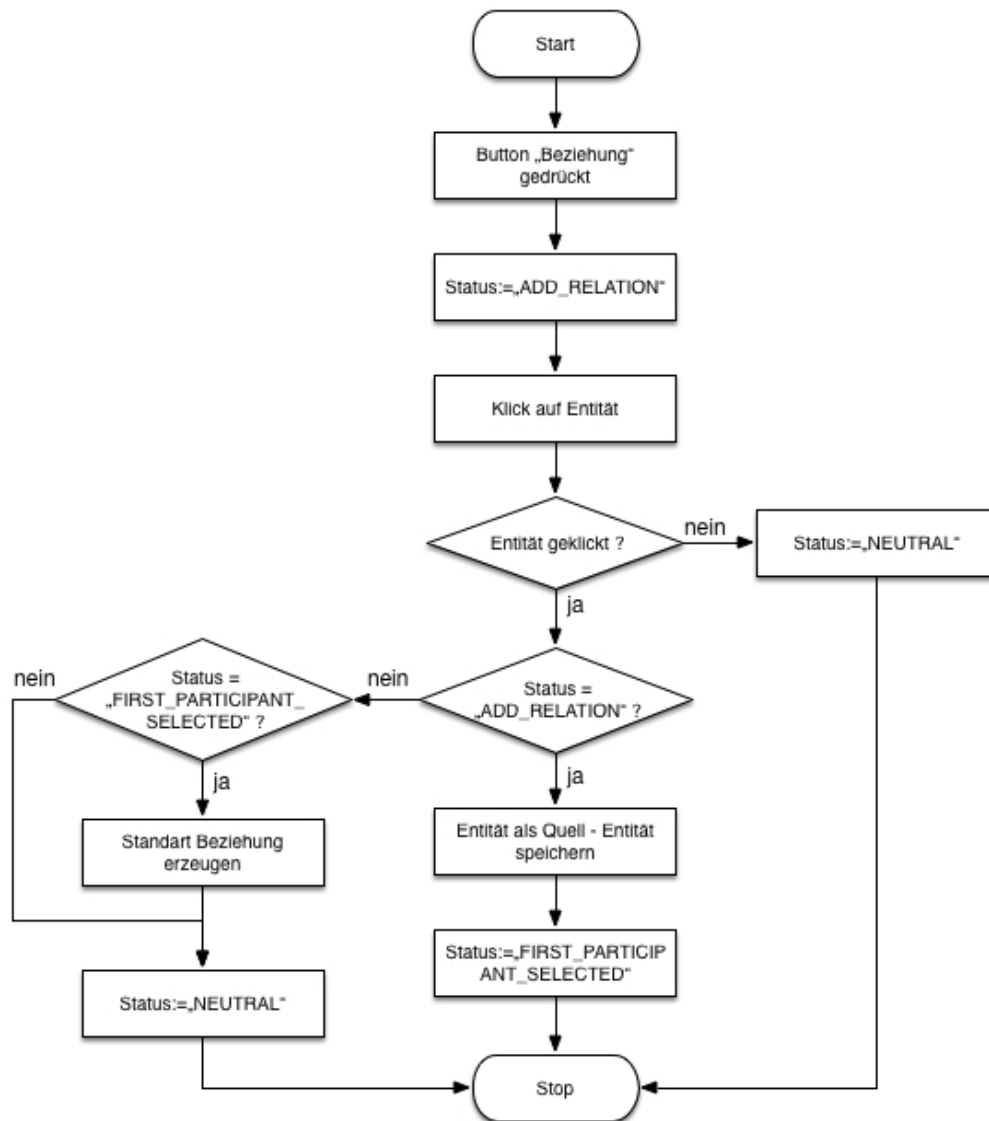 Start
Button „Beziehung“
gedrückt
Status:=„ADD_RELATION“
Klick auf Entität
Entität geklickt ?
nein
Status:=„NEUTRAL“
ja
nein
Status =
„FIRST_PARTICIPANT_
SELECTED“ ?
nein
Status =
„ADD_RELATION“ ?
ja
ja
Standart Beziehung
erzeugen
Entität als Quell - Entität
speichern
Status:=„FIRST_PARTICIP
ANT_SELECTED“
Status:=„NEUTRAL“
Stop